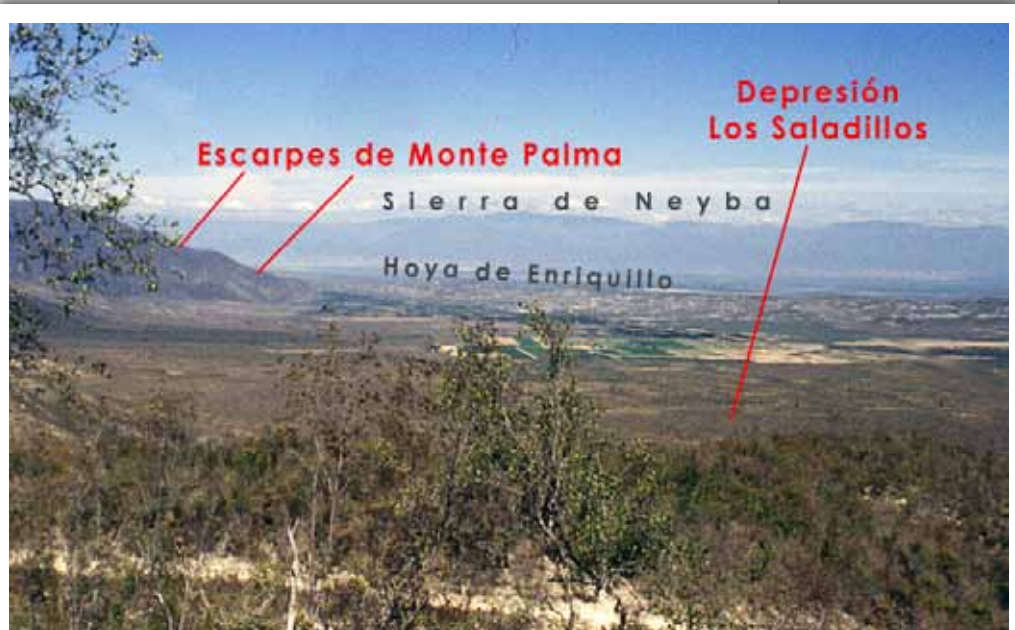 Depresión
Los Saladillos
Escarpes de Monte Palma
Sierra de Neyba
Hoya de Enriquillo